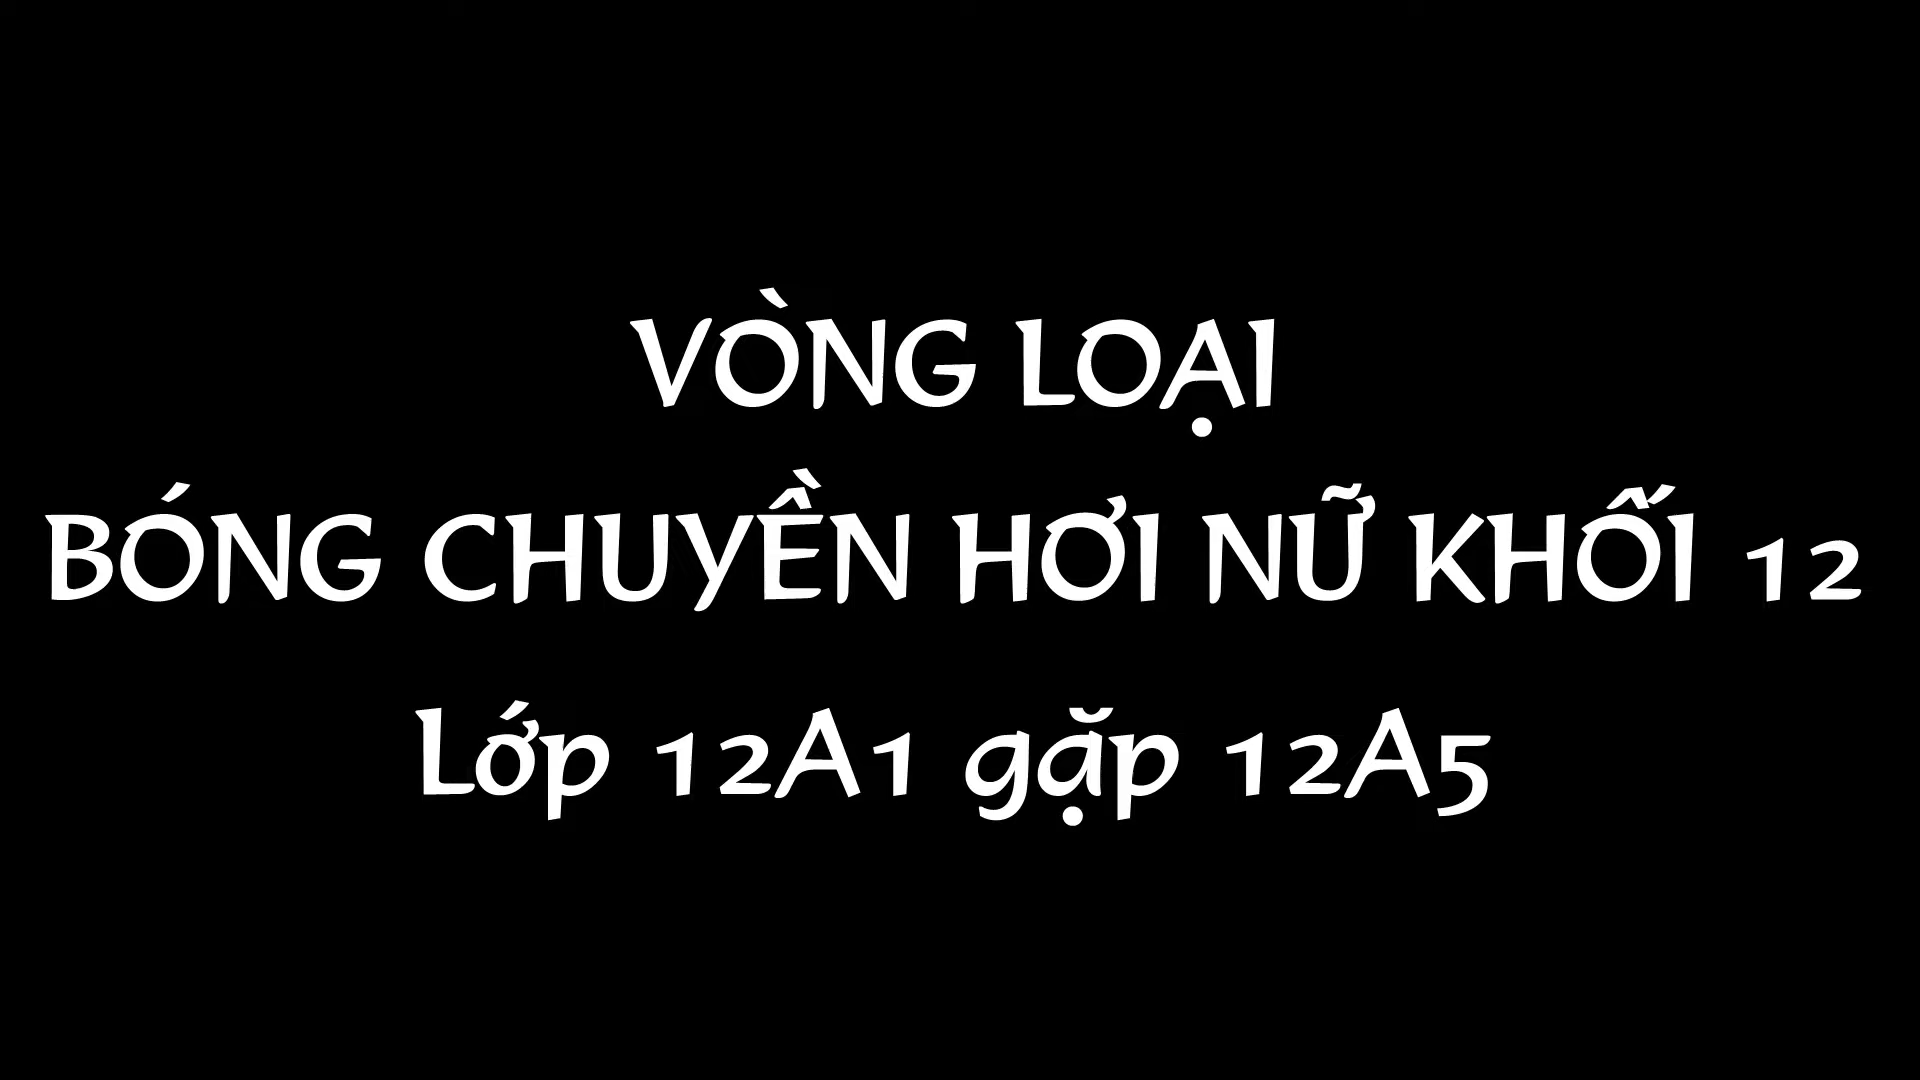 VÒNG LOẠI
BÓNG CHUYỀN HƠI NỮ KHỐI 12
Lớp 12A1 gặp 12A5